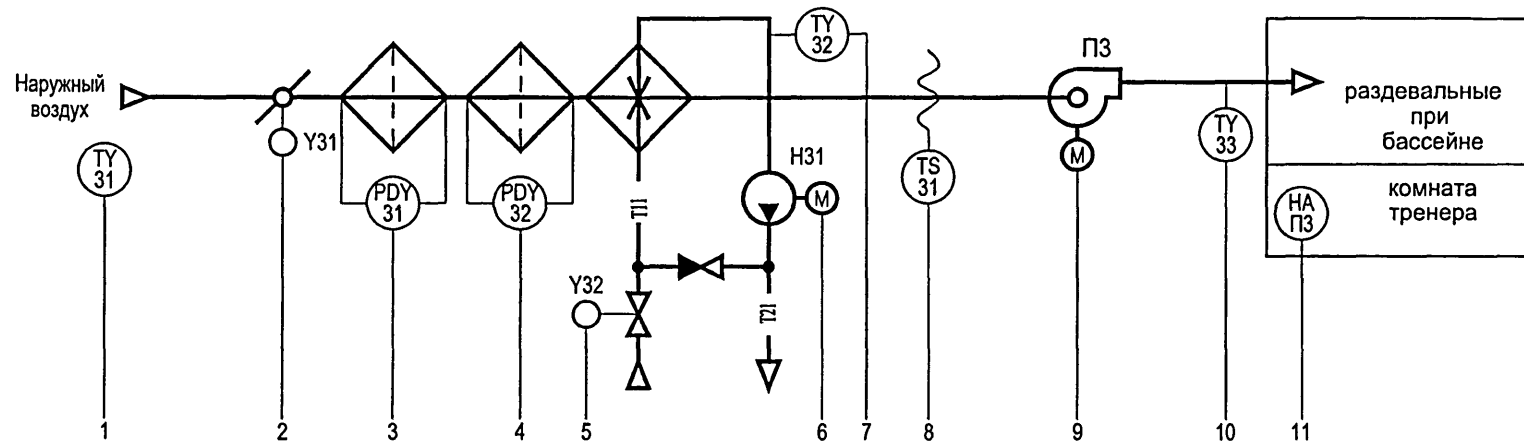 Наружный
воздух
TY
31
Y31
PDY
31
PDY
32
TY
32
T11
H31
M
Y32
T21
TS
31
П3
M
TY
33
раздевальные
при
бассейне
комната
тренера
НА
П3
1
2
3
4
5
6
7
8
9
10
11